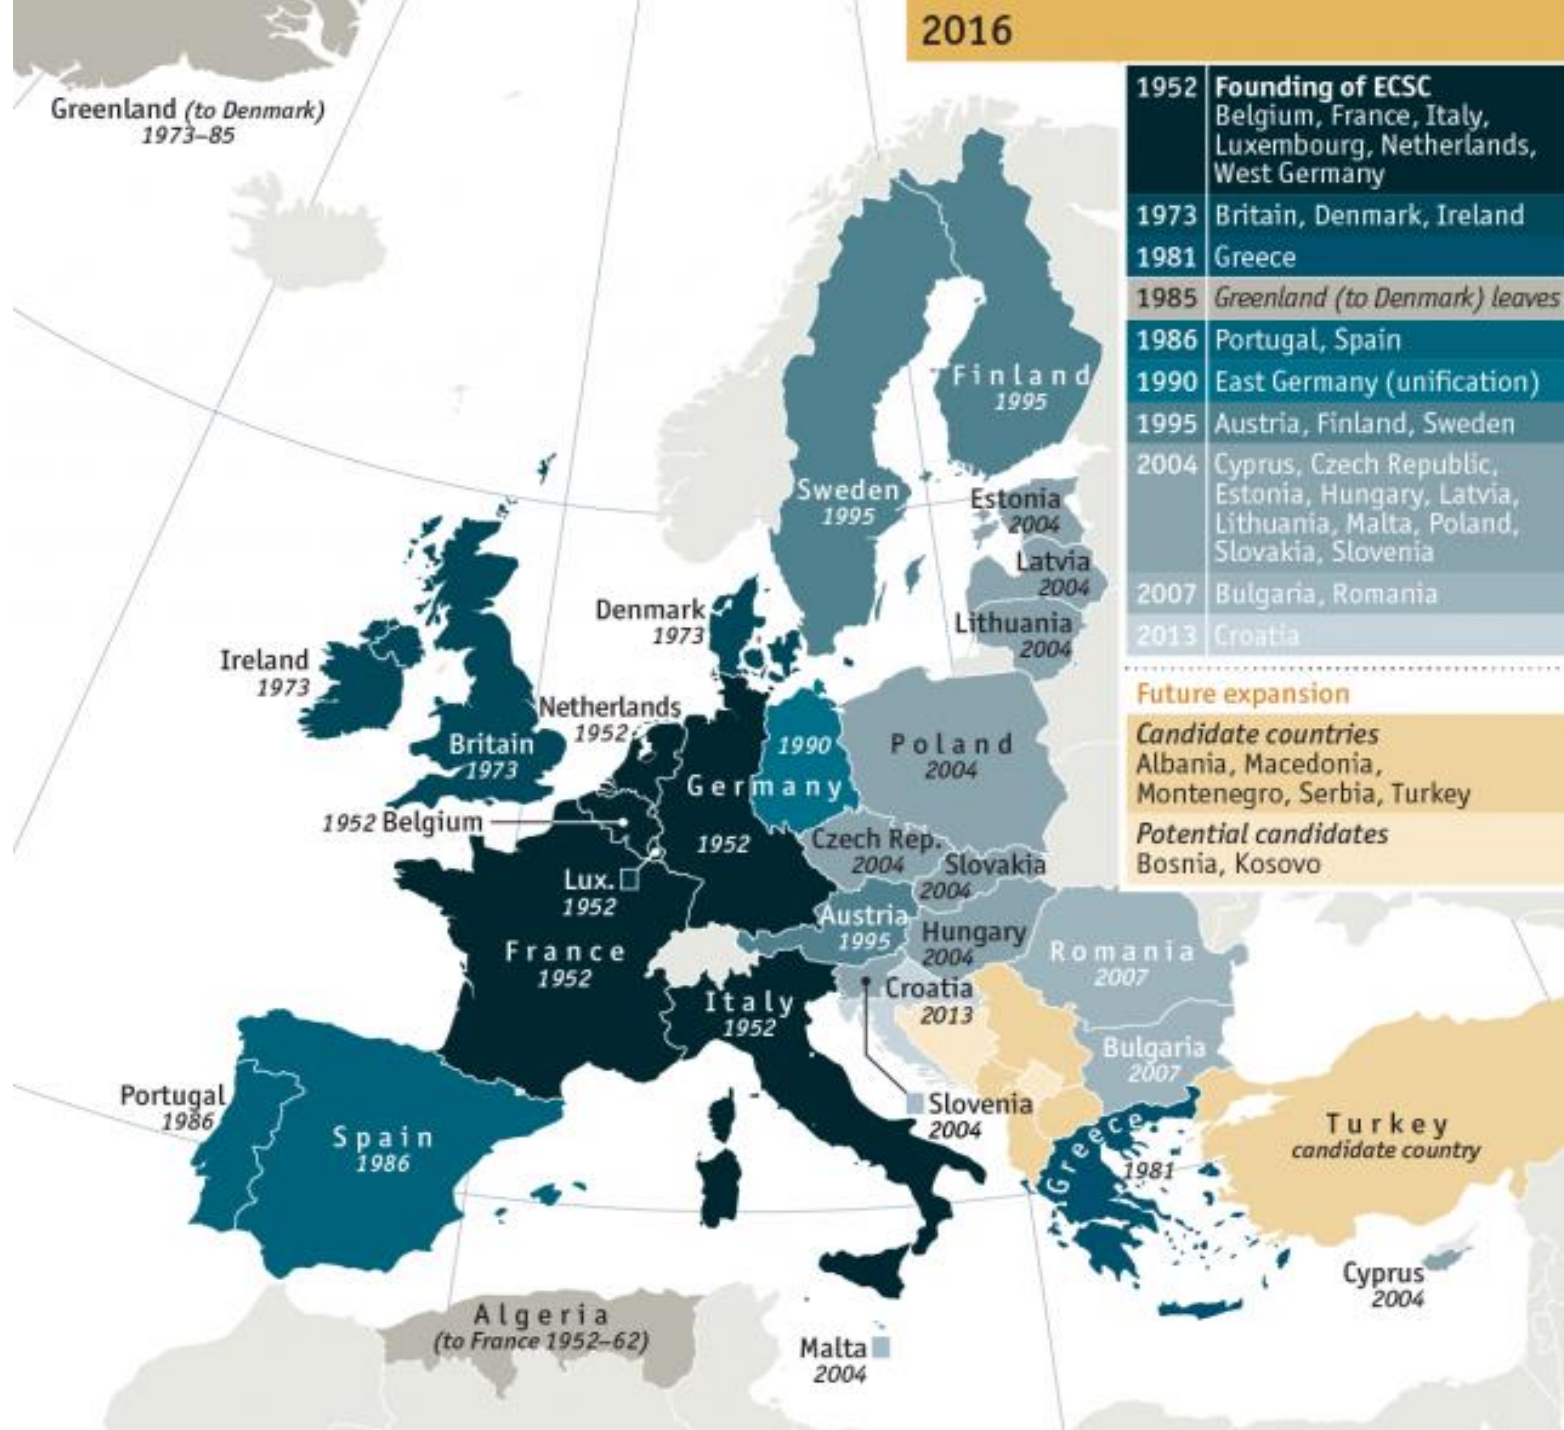 2016
1952 Founding of ECSC
Belgium, France, Italy,
Luxembourg, Netherlands,
West Germany
1973 Britain, Denmark, Ireland
1981 Greece
1985 Greenland (to Denmark) leaves
1986 Portugal, Spain
1990 East Germany (unification)
1995 Austria, Finland, Sweden
2004 Cyprus, Czech Republic,
Estonia, Hungary, Latvia,
Lithuania, Malta, Poland,
Slovakia, Slovenia
2007 Bulgaria, Romania
2013 Croatia
Future expansion
Candidate countries
Albania, Macedonia,
Montenegro, Serbia, Turkey
Potential candidates
Bosnia, Kosovo
Greenland (to Denmark)
1973–85
Finland
1995
Sweden
1995
Estonia
2004
Latvia
2004
Lithuania
2004
Denmark
1973
Ireland
1973
Netherlands
1952
Britain
1973
1990
Germany
1952
Poland
2004
1952 Belgium
Czech Rep.
2004
Slovakia
2004
Lux.
1952
Austria
1995
Hungary
2004
France
1952
Romania
2007
Italy
1952
Croatia
2013
Bulgaria
2007
Portugal
1986
Spain
1986
Slovenia
2004
Greece
1981
Turkey
candidate country
Cyprus
2004
Algeria
(to France 1952–62)
Malta
2004